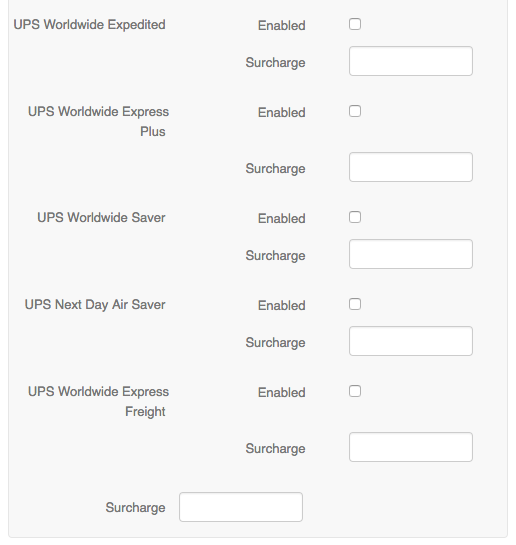 UPS Worldwide Expedited Enabled
Surcharge
UPS Worldwide Express Enabled
Plus
Surcharge
UPS Worldwide Saver Enabled
Surcharge
UPS Next Day Air Saver Enabled
Surcharge
UPS Worldwide Express Enabled
Freight
Surcharge
Surcharge